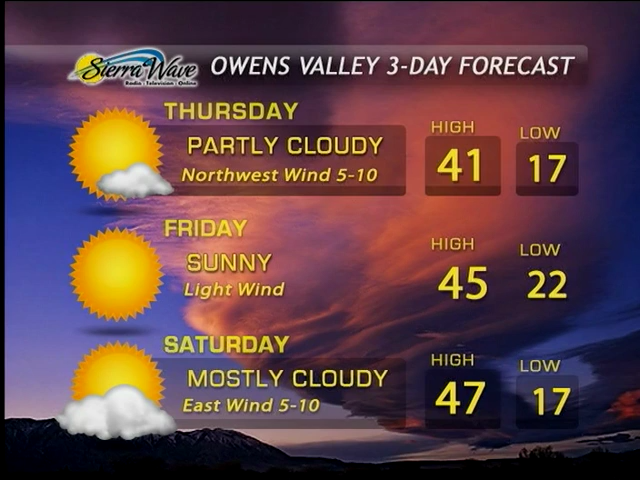 Sierra Wave
Radio Television Online
OWENS VALLEY 3-DAY FORECAST
THURSDAY
PARTLY CLOUDY
Northwest Wind 5-10
HIGH
41
LOW
17
FRIDAY
SUNNY
Light Wind
HIGH
45
LOW
22
SATURDAY
MOSTLY CLOUDY
East Wind 5-10
HIGH
47
LOW
17